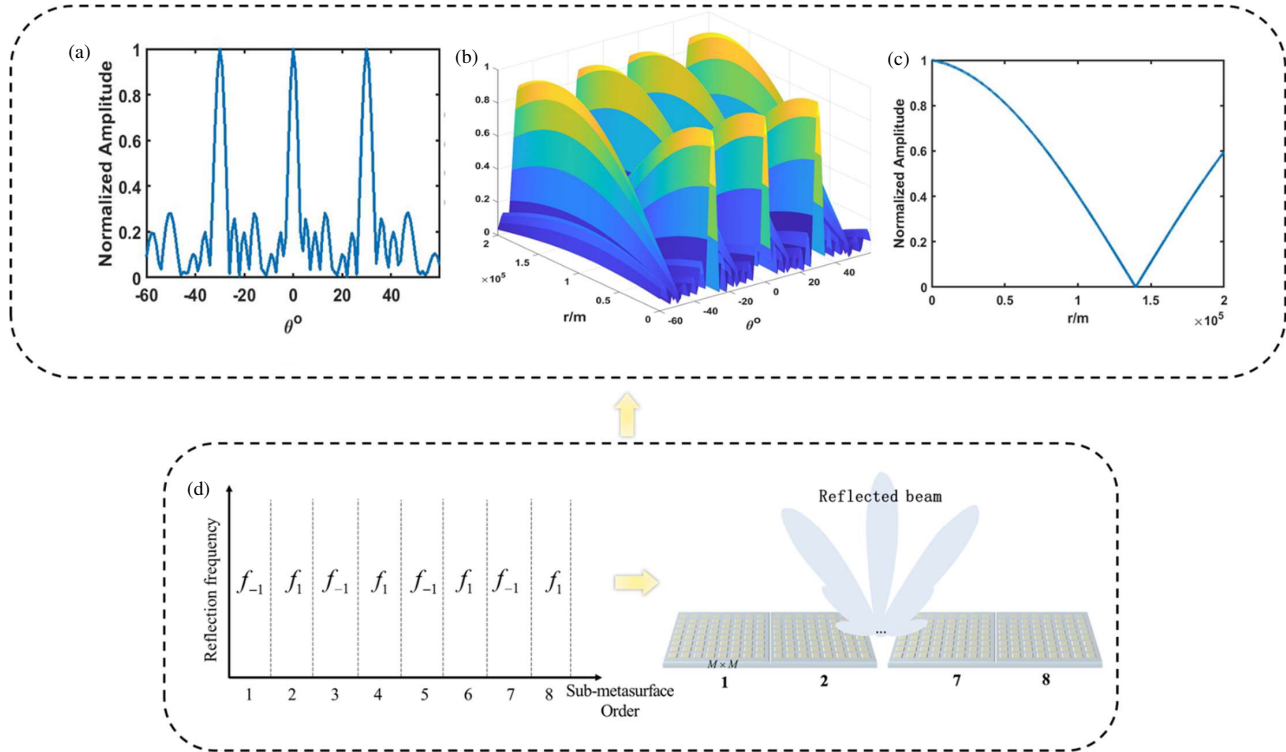 (a)
Normalized Amplitude
1
0.8
0.6
0.4
0.2
0
-60
-40
-20
0
20
40
θ°
(b)
1
0.8
0.6
0.4
0.2
0
2
1.5
×10⁵
1
0.5
0
r/m
-60
-40
-20
0
20
40
θ°
(c)
Normalized Amplitude
1
0.8
0.6
0.4
0.2
0
0
0.5
1
1.5
2
×10⁵
r/m
(d)
Reflection frequency
f₋₁ f₁ f₋₁ f₁ f₋₁ f₁ f₋₁ f₁
1 2 3 4 5 6 7 8
Sub-metasurface
Order
Reflected beam
...
M × M
1 2 7 8